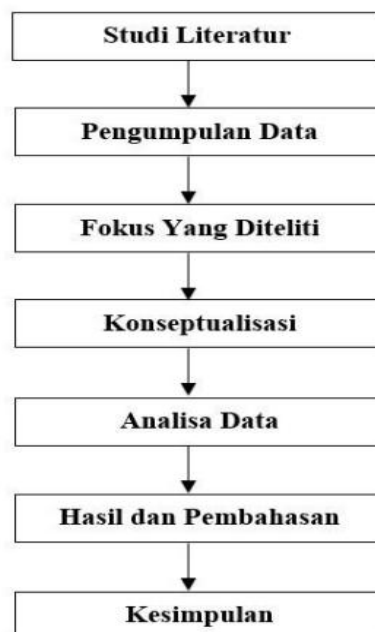 Studi Literatur
Pengumpulan Data
Fokus Yang Diteliti
Konseptualisasi
Analisa Data
Hasil dan Pembahasan
Kesimpulan